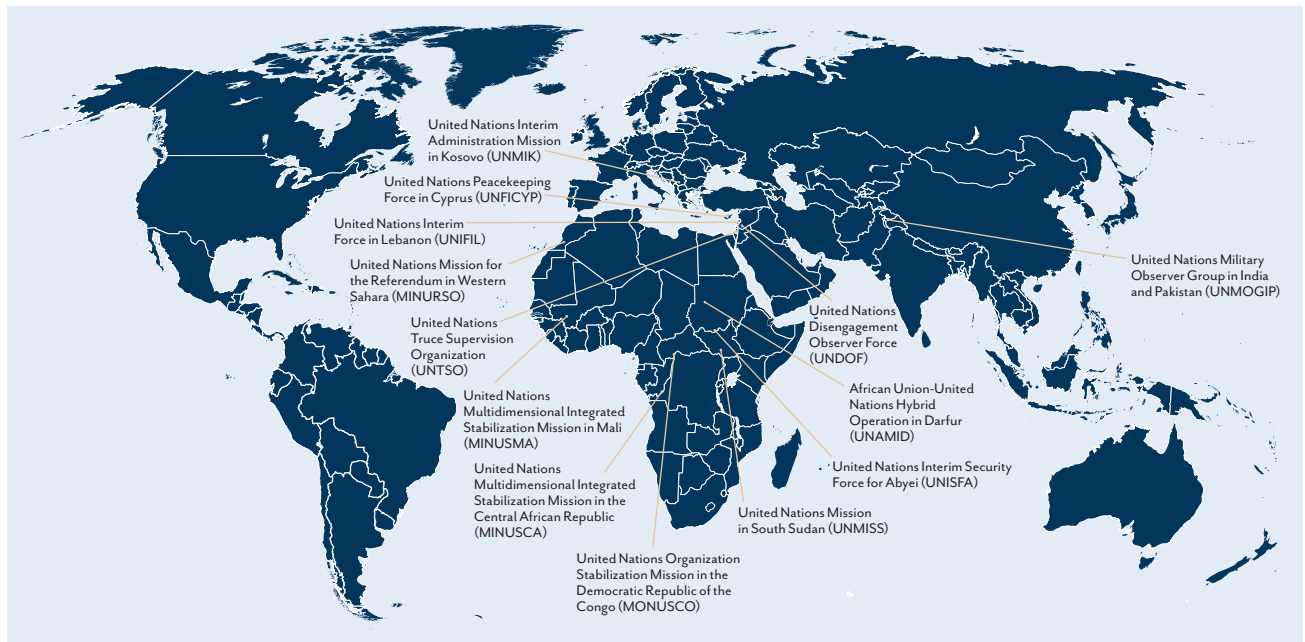 United Nations Interim
Administration Mission
in Kosovo (UNMIK)
United Nations Peacekeeping
Force in Cyprus (UNFICYP)
United Nations Interim
Force in Lebanon (UNIFIL)
United Nations Mission for
the Referendum in Western
Sahara (MINURSO)
United Nations
Truce Supervision
Organization
(UNTSO)
United Nations
Multidimensional Integrated
Stabilization Mission in Mali
(MINUSMA)
United Nations
Multidimensional Integrated
Stabilization Mission in the
Central African Republic
(MINUSCA)
United Nations Organization
Stabilization Mission in the
Democratic Republic of the
Congo (MONUSCO)
United Nations Mission
in South Sudan (UNMISS)
United Nations Interim Security
Force for Abyei (UNISFA)
African Union-United
Nations Hybrid
Operation in Darfur
(UNAMID)
United Nations
Disengagement
Observer Force
(UNDOF)
United Nations Military
Observer Group in India
and Pakistan (UNMOGIP)